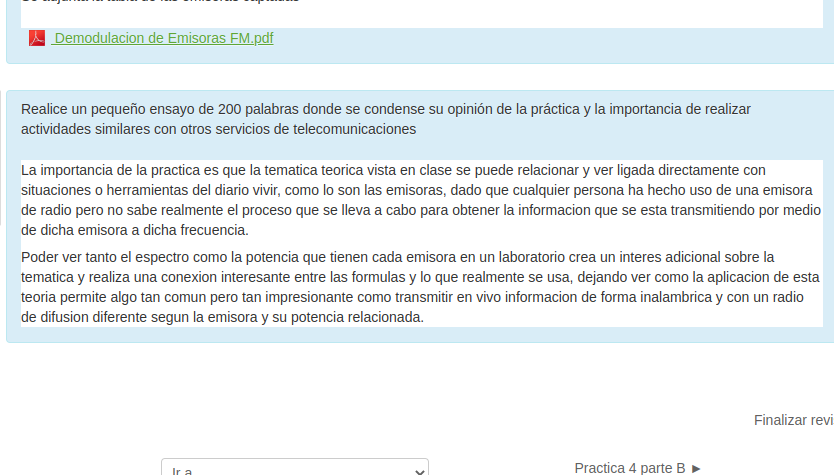 Demodulacion de Emisoras FM.pdf
Realice un pequeño ensayo de 200 palabras donde se condense su opinión de la práctica y la importancia de realizar
actividades similares con otros servicios de telecomunicaciones
La importancia de la practica es que la tematica teorica vista en clase se puede relacionar y ver ligada directamente con
situaciones o herramientas del diario vivir, como lo son las emisoras, dado que cualquier persona ha hecho uso de una emisora
de radio pero no sabe realmente el proceso que se lleva a cabo para obtener la informacion que se esta transmitiendo por medio
de dicha emisora a dicha frecuencia.
Poder ver tanto el espectro como la potencia que tienen cada emisora en un laboratorio crea un interes adicional sobre la
tematica y realiza una conexion interesante entre las formulas y lo que realmente se usa, dejando ver como la aplicacion de esta
teoria permite algo tan comun pero tan impresionante como transmitir en vivo informacion de forma inalambrica y con un radio
de difusion diferente segun la emisora y su potencia relacionada.
Finalizar revi
Ir a
Practica 4 parte B ►